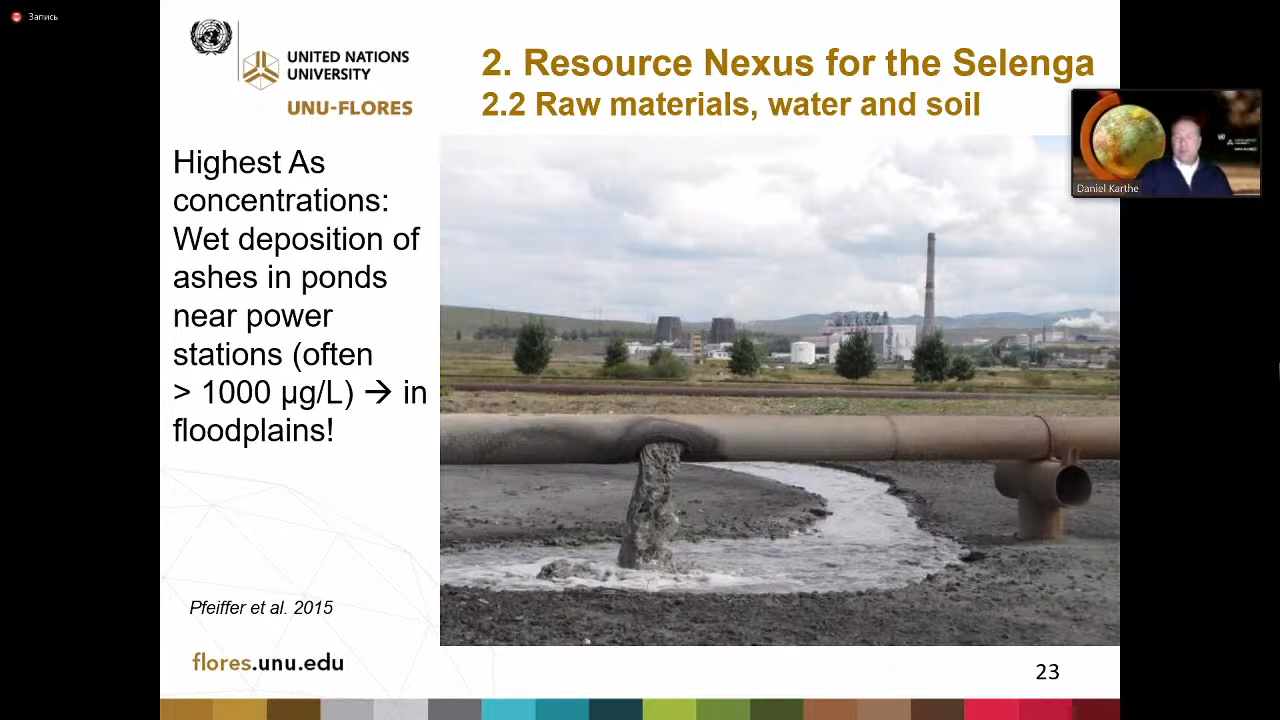 Запись
UNITED NATIONS
UNIVERSITY
UNU-FLORES
2. Resource Nexus for the Selenga
2.2 Raw materials, water and soil
Daniel Karthe
Highest As
concentrations:
Wet deposition of
ashes in ponds
near power
stations (often
> 1000 µg/L) → in
floodplains!
Pfeiffer et al. 2015
flores.unu.edu
23